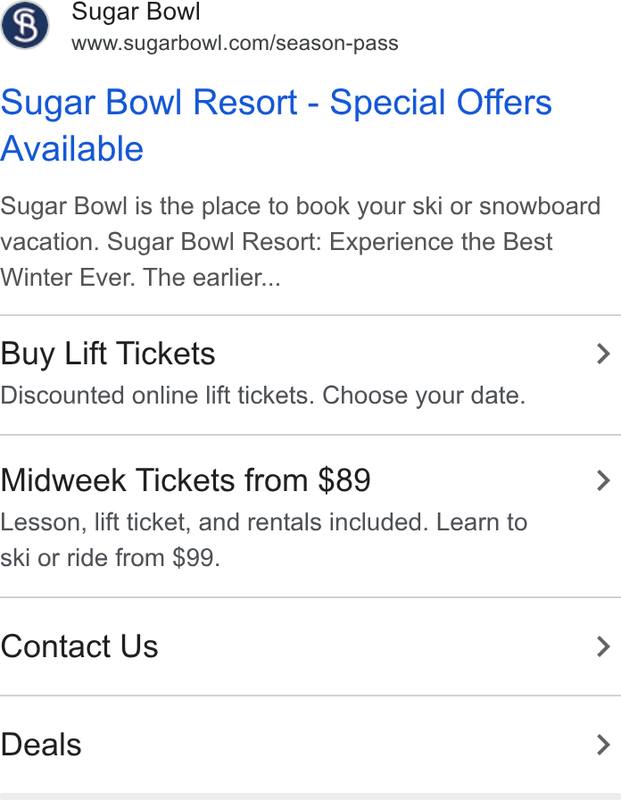 Sugar Bowl
www.sugarbowl.com/season-pass
Sugar Bowl Resort - Special Offers
Available
Sugar Bowl is the place to book your ski or snowboard
vacation. Sugar Bowl Resort: Experience the Best
Winter Ever. The earlier...
Buy Lift Tickets
Discounted online lift tickets. Choose your date.
Midweek Tickets from $89
Lesson, lift ticket, and rentals included. Learn to
ski or ride from $99.
Contact Us
Deals